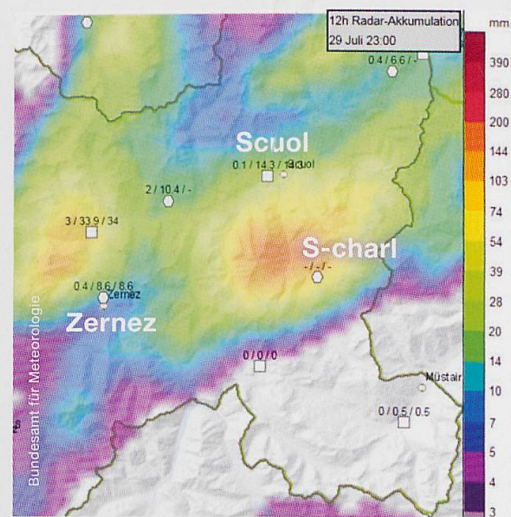 12h Radar-Akkumulation
29 Juli 23:00
mm
390
280
200
144
103
74
54
39
28
20
14
10
7
5
4
3
0.4 / 6.6 / -
Scuol
0.1 / 14.3 / 14.3
Scuol
2 / 10.4 / -
3 / 33.9 / 34
S-charl
- / - / -
0.4 / 8.6 / 8.6
Zernez
Zernez
0 / 0 / 0
Müstair
0 / 0.5 / 0.5
Bundesamt für Meteorologie